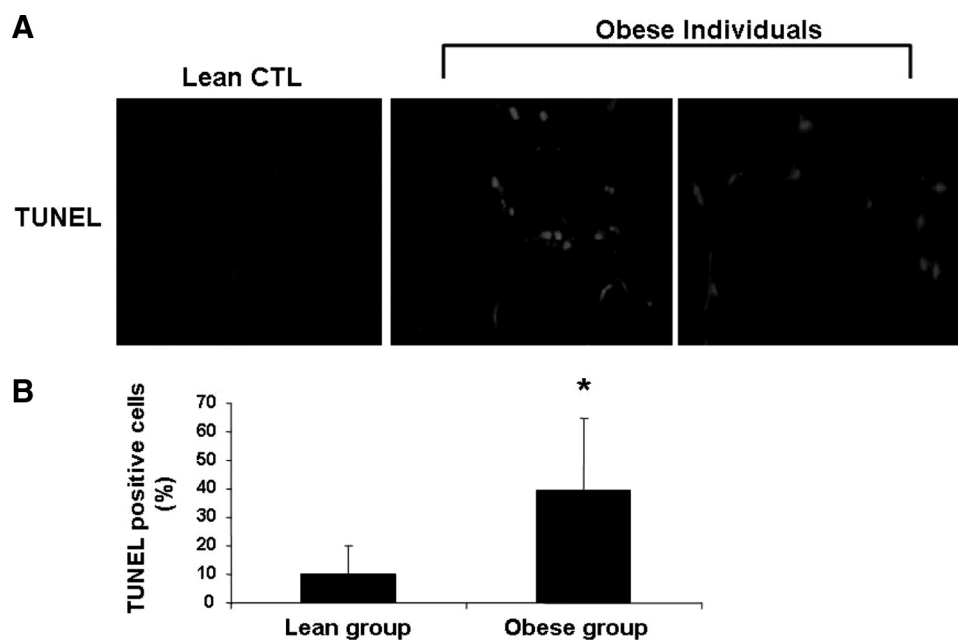 A
Obese Individuals
Lean CTL
TUNEL
B
*
TUNEL positive cells
(%)
70
60
50
40
30
20
10
0
Lean group
Obese group